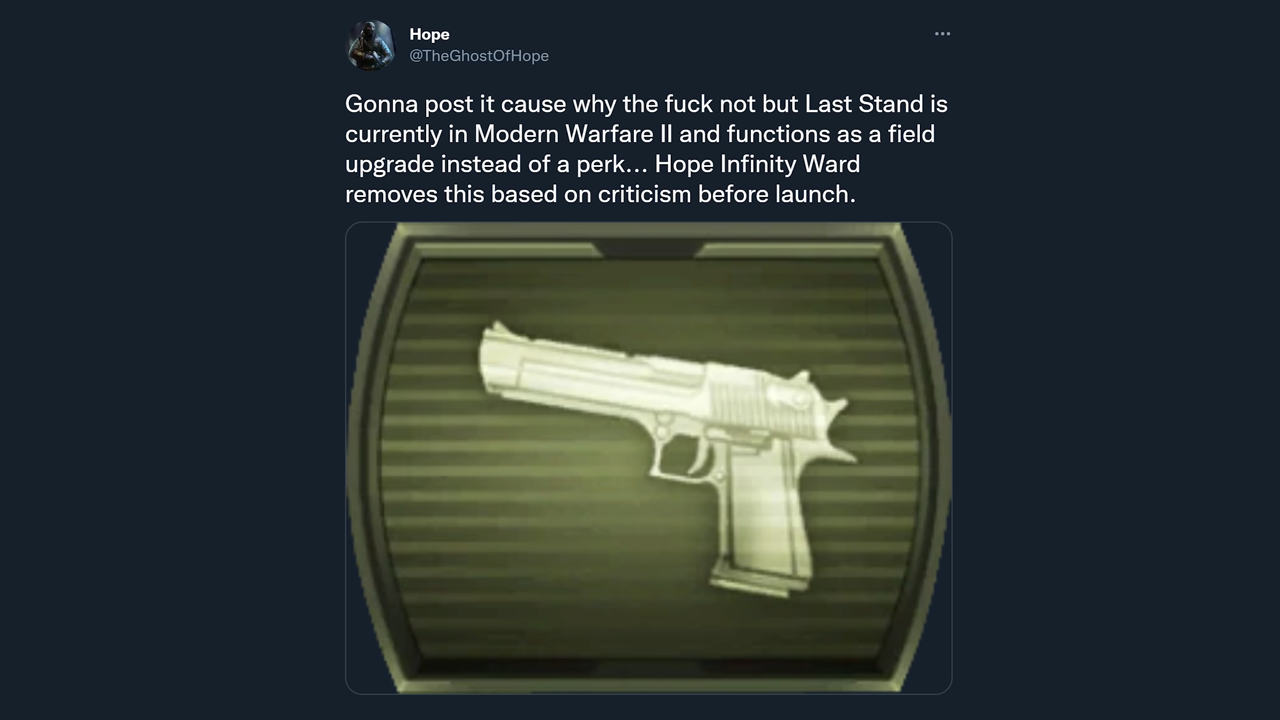 Hope
@TheGhostOfHope
Gonna post it cause why the fuck not but Last Stand is
currently in Modern Warfare II and functions as a field
upgrade instead of a perk... Hope Infinity Ward
removes this based on criticism before launch.